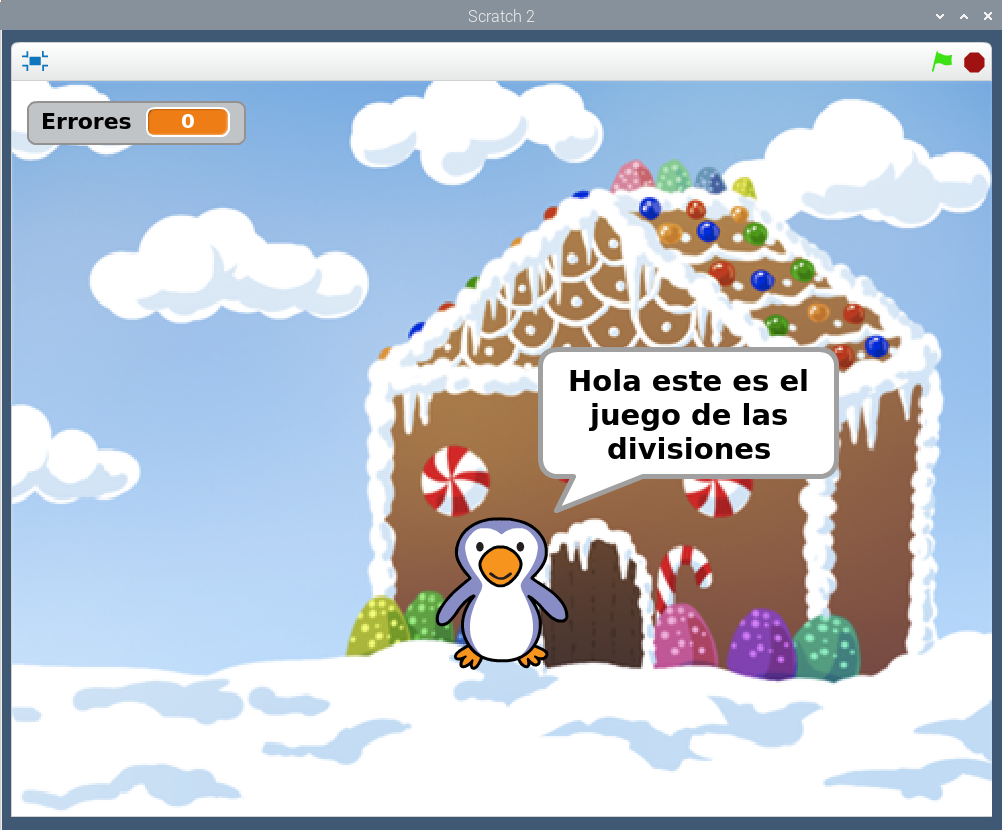 Scratch 2
Errores 0
Hola este es el
juego de las
divisiones